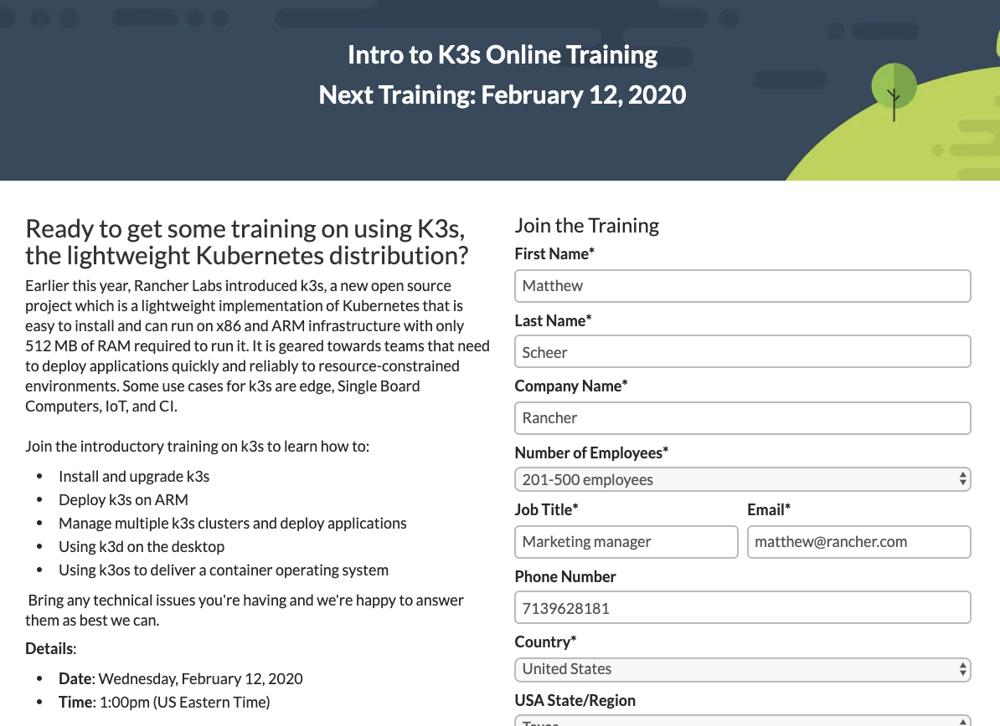 Intro to K3s Online Training
Next Training: February 12, 2020
Ready to get some training on using K3s,
the lightweight Kubernetes distribution?
Earlier this year, Rancher Labs introduced k3s, a new open source
project which is a lightweight implementation of Kubernetes that is
easy to install and can run on x86 and ARM infrastructure with only
512 MB of RAM required to run it. It is geared towards teams that need
to deploy applications quickly and reliably to resource-constrained
environments. Some use cases for k3s are edge, Single Board
Computers, IoT, and CI.
Join the introductory training on k3s to learn how to:
• Install and upgrade k3s
• Deploy k3s on ARM
• Manage multiple k3s clusters and deploy applications
• Using k3d on the desktop
• Using k3os to deliver a container operating system
Bring any technical issues you're having and we're happy to answer
them as best we can.
Details:
• Date: Wednesday, February 12, 2020
• Time: 1:00pm (US Eastern Time)
Join the Training
First Name*
Matthew
Last Name*
Scheer
Company Name*
Rancher
Number of Employees*
201-500 employees
Job Title*
Email*
Marketing manager
matthew@rancher.com
Phone Number
7139628181
Country*
United States
USA State/Region
Texas